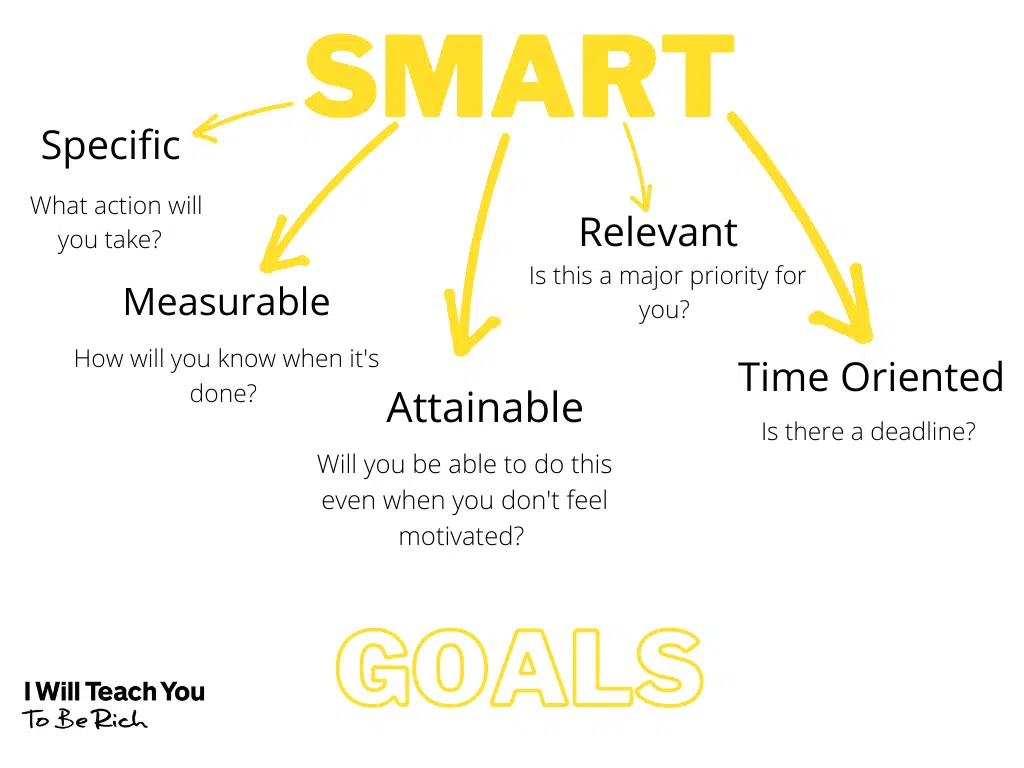 SMART
Specific
What action will
you take?
Measurable
How will you know when it's
done?
Attainable
Will you be able to do this
even when you don't feel
motivated?
Relevant
Is this a major priority for
you?
Time Oriented
Is there a deadline?
GOALS
I Will Teach You
To Be Rich